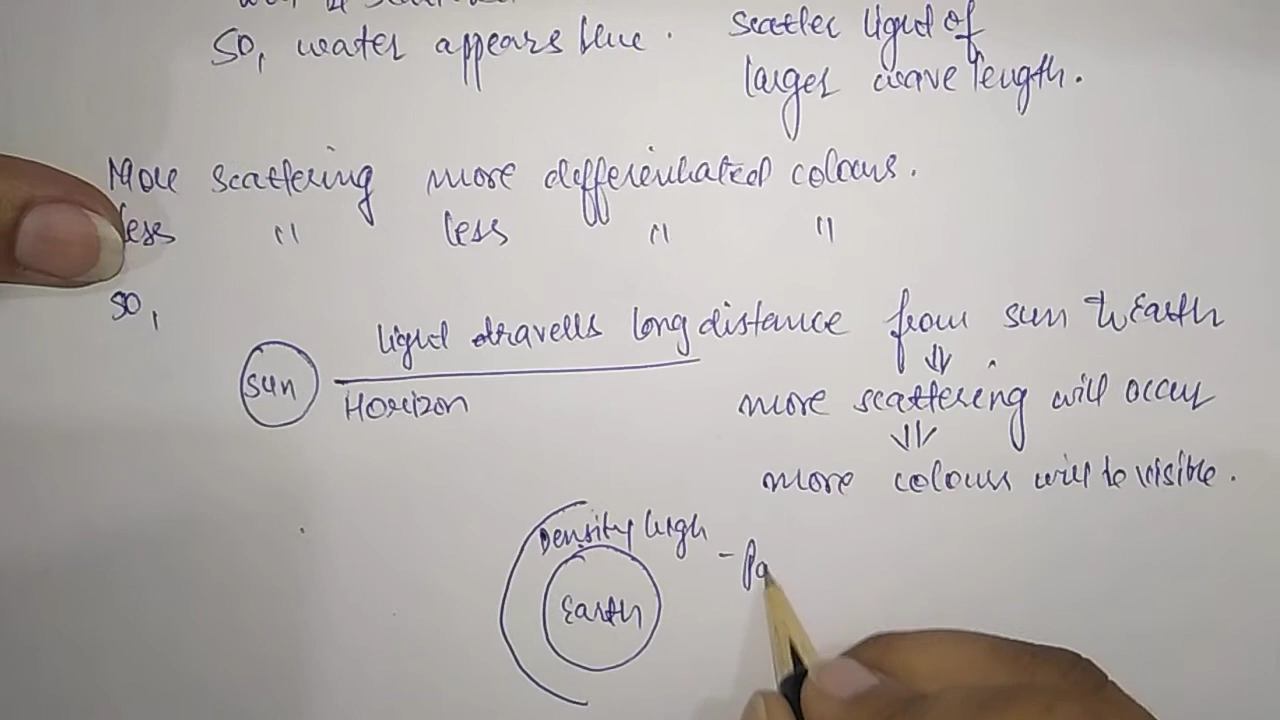 So, water appears blue.
scatter light of
larger wave length.
More scattering more differentiated colours.
less " less " "
so,
light travells long distance from sun to Earth
sun
Horizon
more scattering will occur
more colours will be visible.
Density high
- Pa
Earth